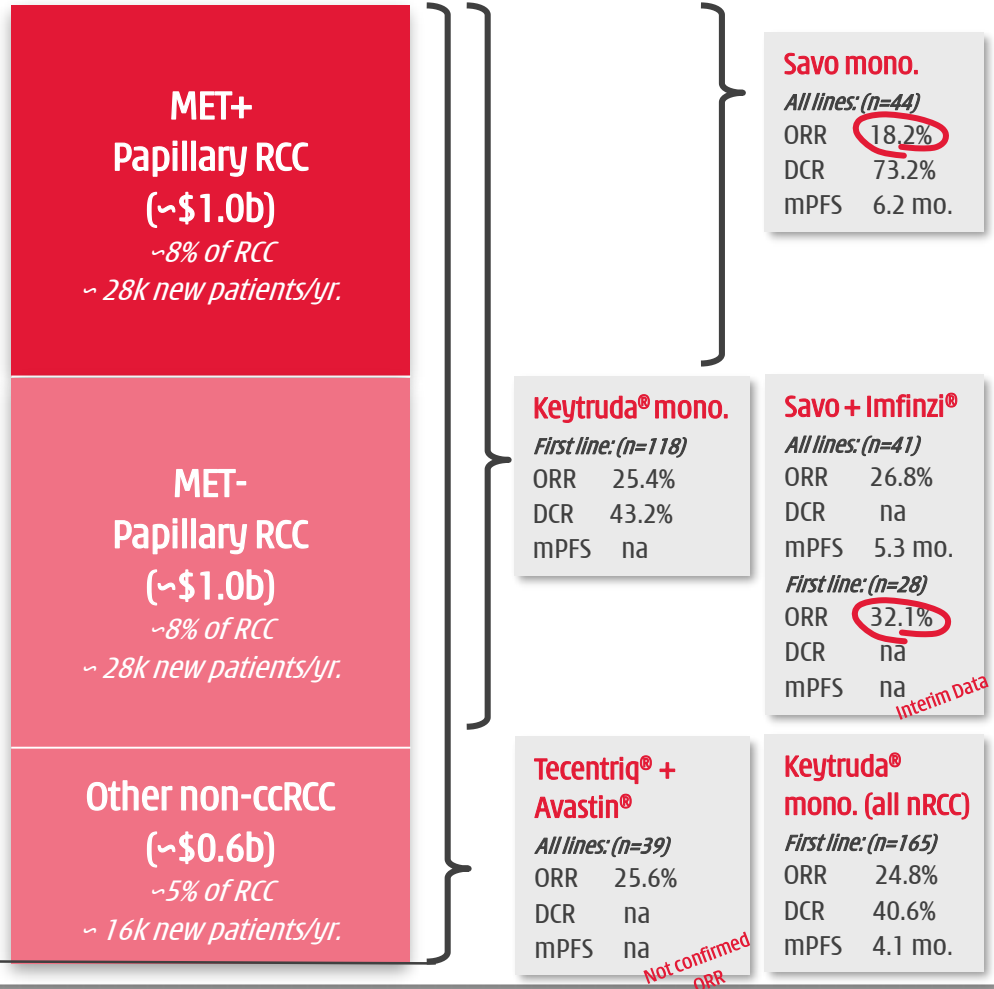 MET+
Papillary RCC
(~$1.0b)
~8% of RCC
~ 28k new patients/yr.
MET-
Papillary RCC
(~$1.0b)
~8% of RCC
~ 28k new patients/yr.
Other non-ccRCC
(~$0.6b)
~5% of RCC
~ 16k new patients/yr.
Savo mono.
All lines: (n=44)
ORR 18.2%
DCR 73.2%
mPFS 6.2 mo.
Keytruda® mono.
First line: (n=118)
ORR 25.4%
DCR 43.2%
mPFS na
Savo + Imfinzi®
All lines: (n=41)
ORR 26.8%
DCR na
mPFS 5.3 mo.
First line: (n=28)
ORR 32.1%
DCR na
mPFS na
Interim Data
Tecentriq® +
Avastin®
All lines: (n=39)
ORR 25.6%
DCR na
mPFS na
Not confirmed
ORR
Keytruda®
mono. (all nRCC)
First line: (n=165)
ORR 24.8%
DCR 40.6%
mPFS 4.1 mo.